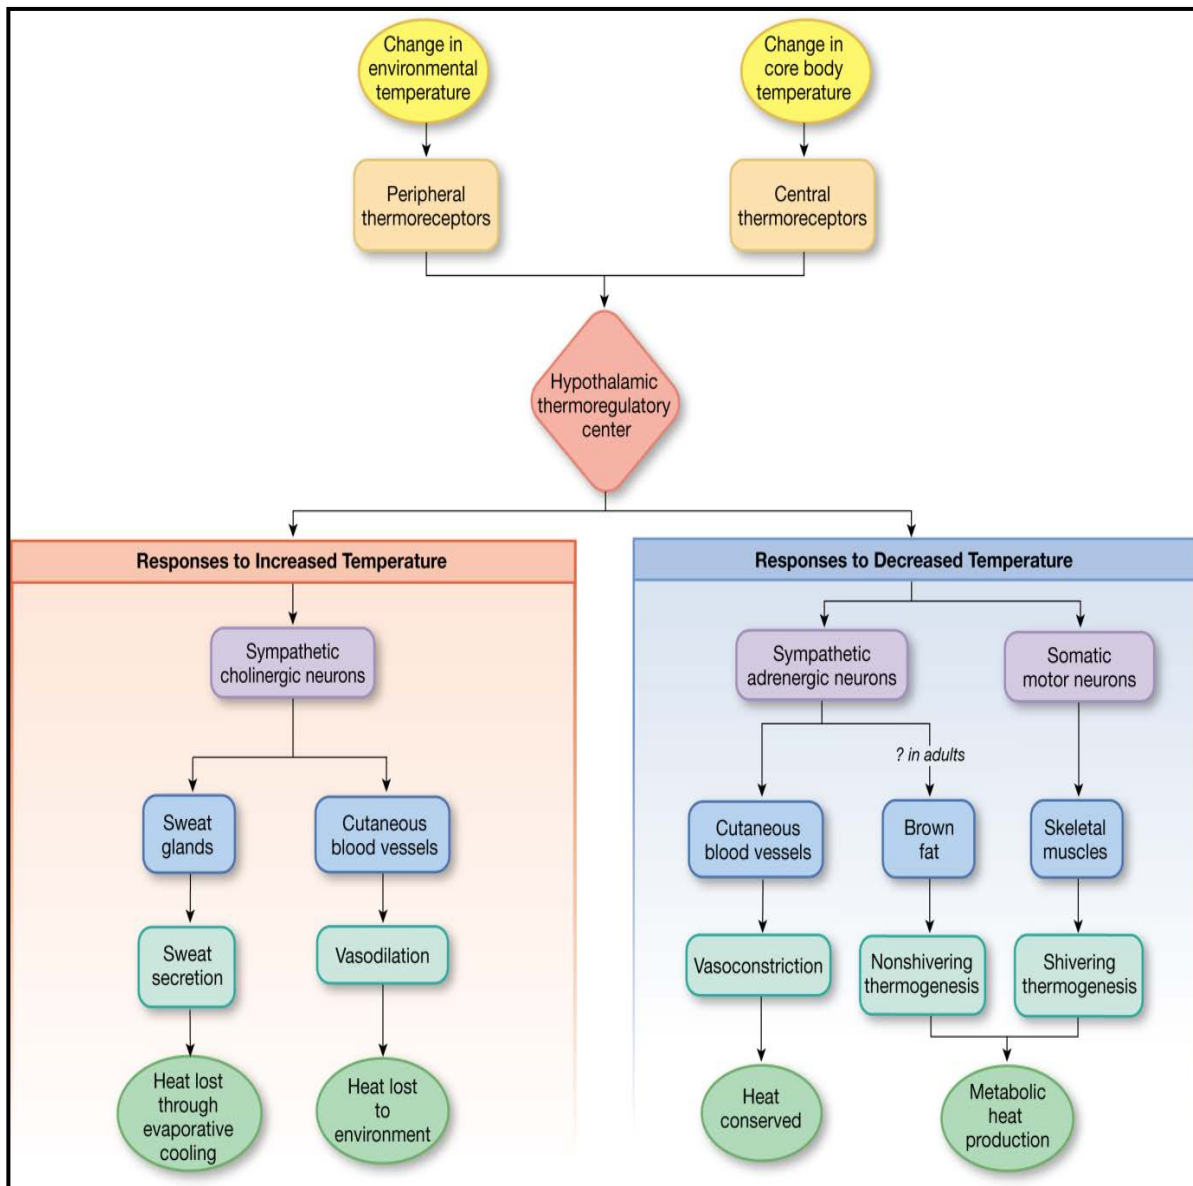 Change in
environmental
temperature
Change in
core body
temperature
Peripheral
thermoreceptors
Central
thermoreceptors
Hypothalamic
thermoregulatory
center
Responses to Increased Temperature
Sympathetic
cholinergic neurons
Sweat
glands
Cutaneous
blood vessels
Sweat
secretion
Vasodilation
Heat lost
through
evaporative
cooling
Heat lost
to
environment
Responses to Decreased Temperature
Sympathetic
adrenergic neurons
Somatic
motor neurons
? in adults
Cutaneous
blood vessels
Brown
fat
Skeletal
muscles
Vasoconstriction
Nonshivering
thermogenesis
Shivering
thermogenesis
Heat
conserved
Metabolic
heat
production